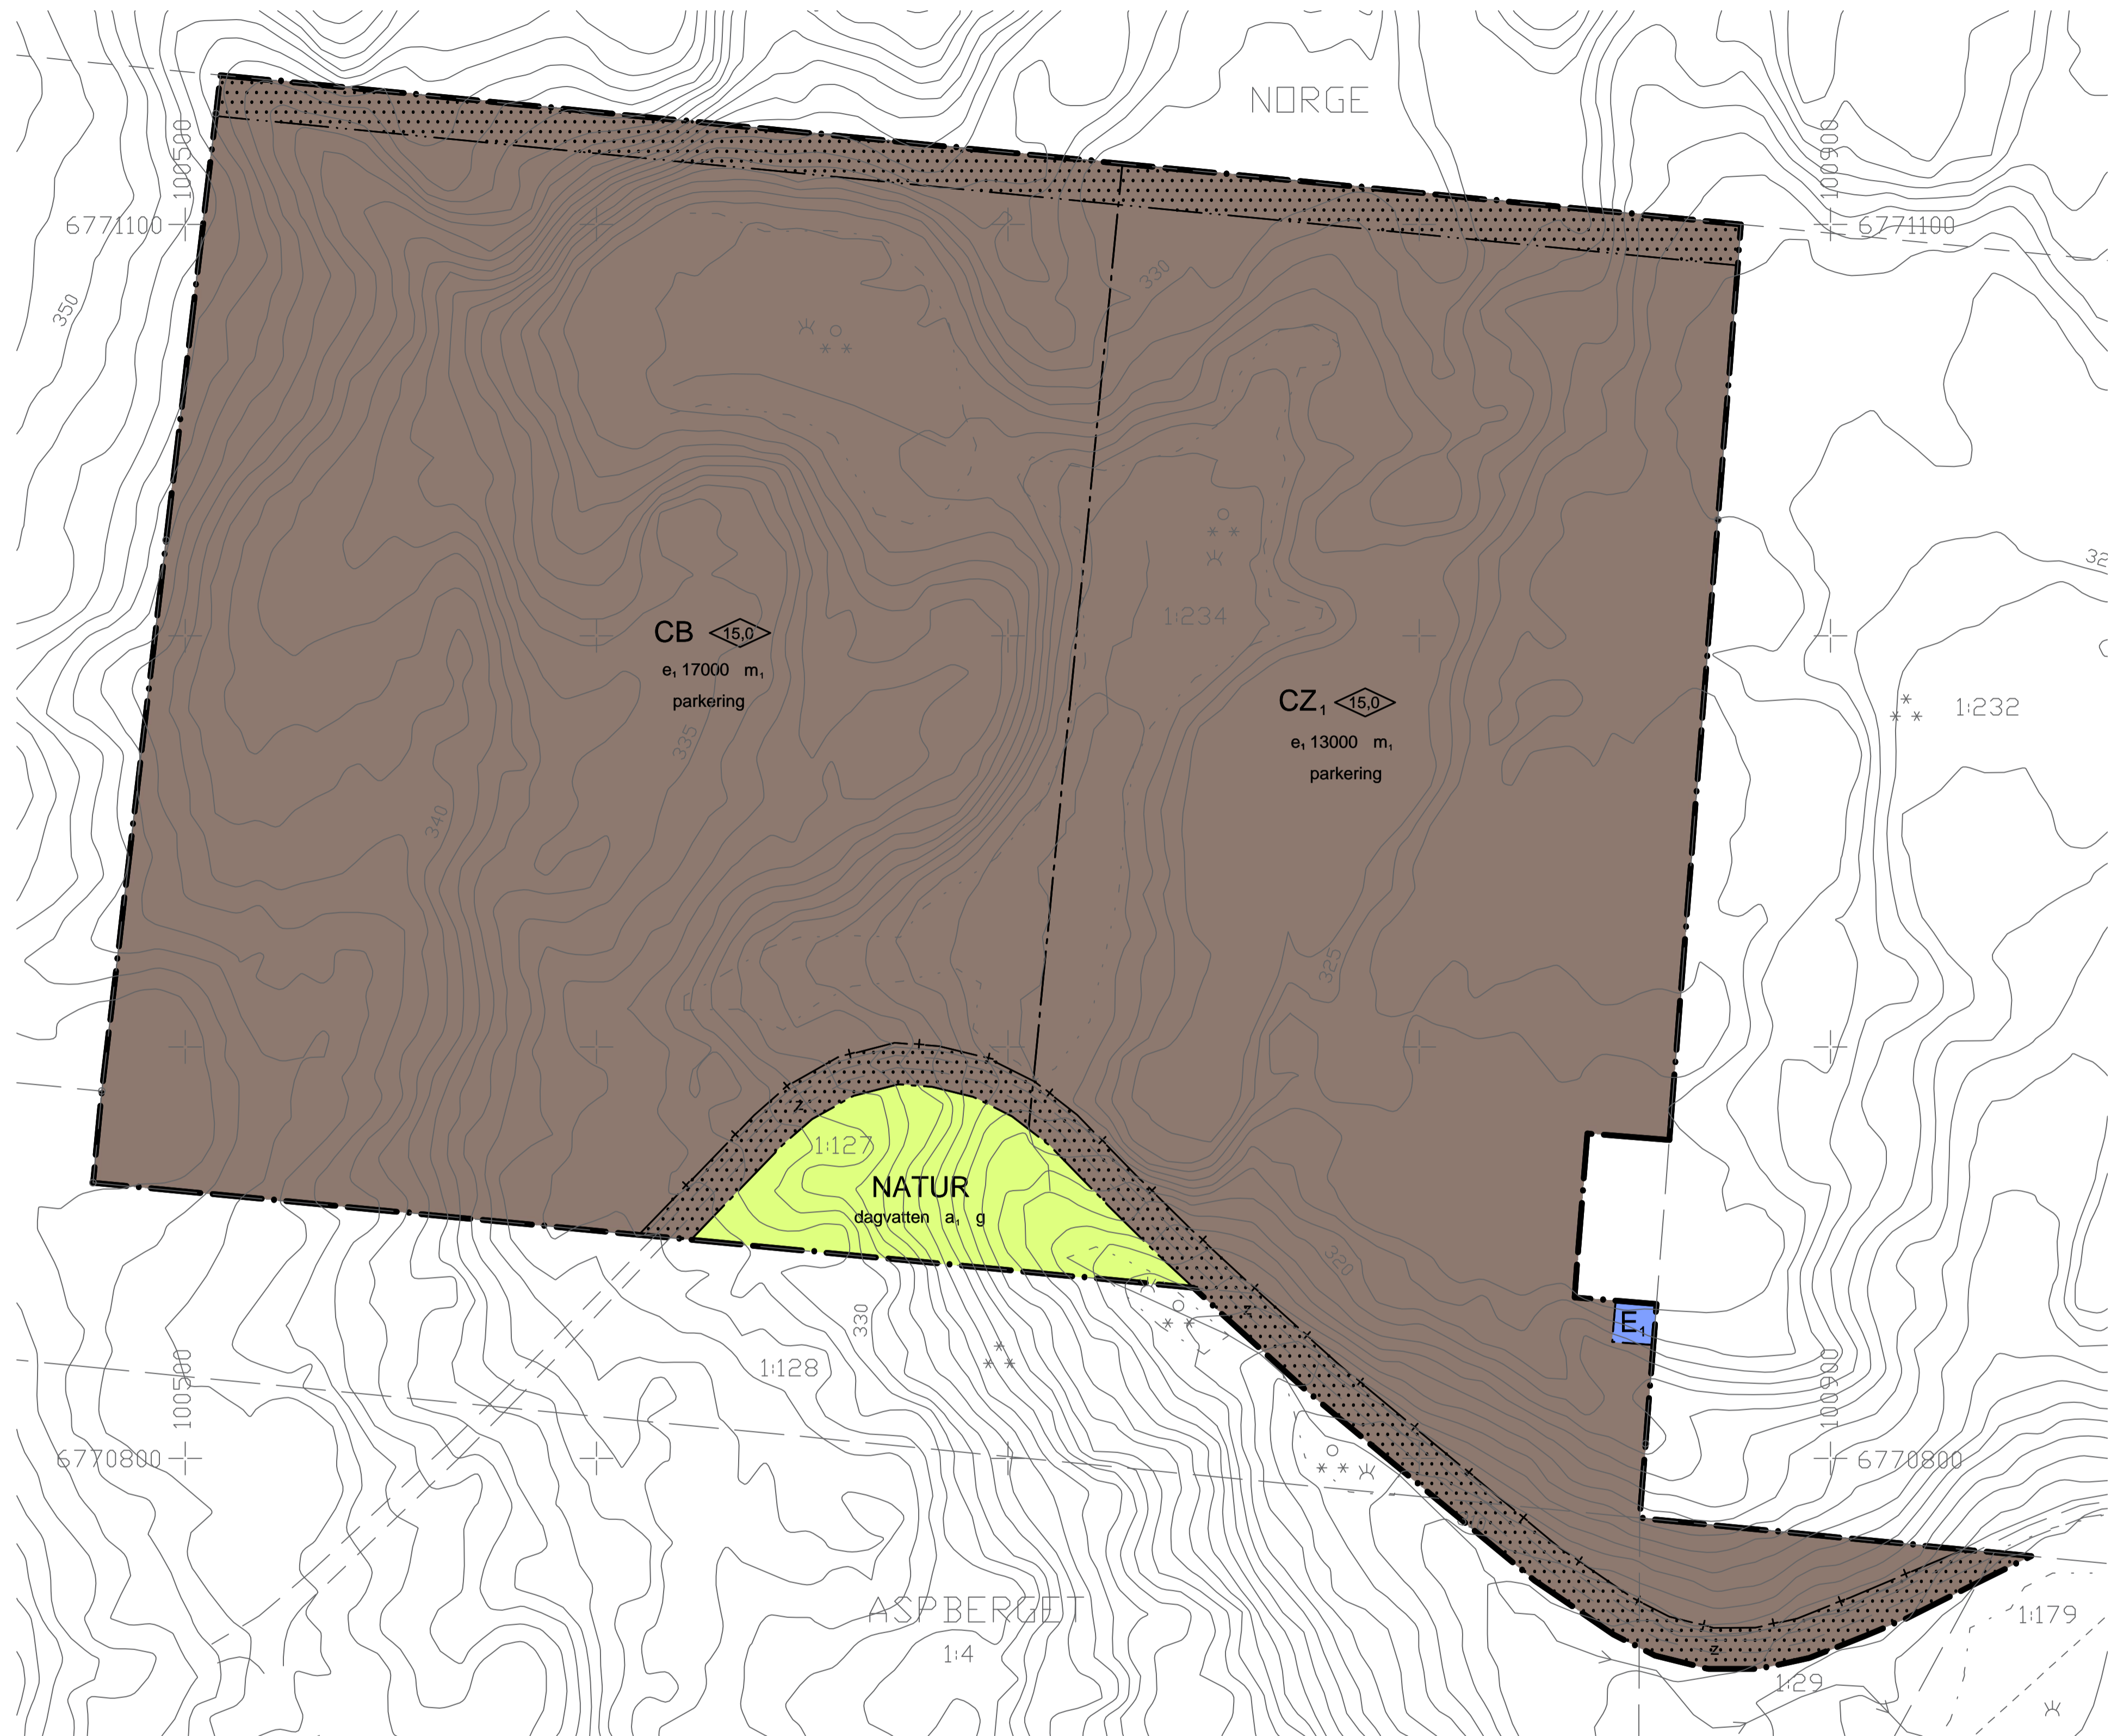 NORGE
100500
100900
6771100
6771100
350
330
1:234
CB 15,0
e₁ 17000 m₁
parkering
CZ₁ 15,0
e₁ 13000 m₁
parkering
1:232
335
340
325
z
1:127
NATUR
dagvatten a₁ g
320
z
E₁
330
1:128
100500
100900
6770800
6770800
ASPBERGET
1:4
z
1:179
1:29